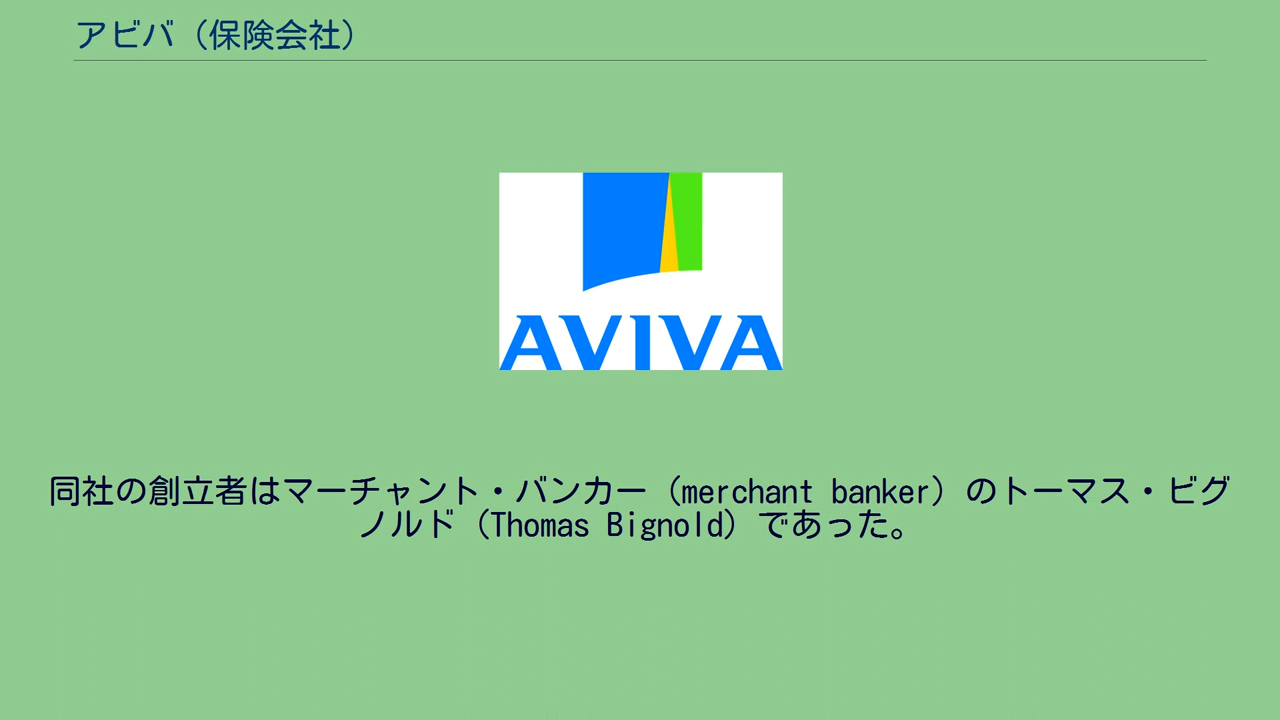 アビバ（保険会社）
AVIVA
同社の創立者はマーチャント・バンカー（merchant banker）のトーマス・ビグ
ノルド（Thomas Bignold）であった。